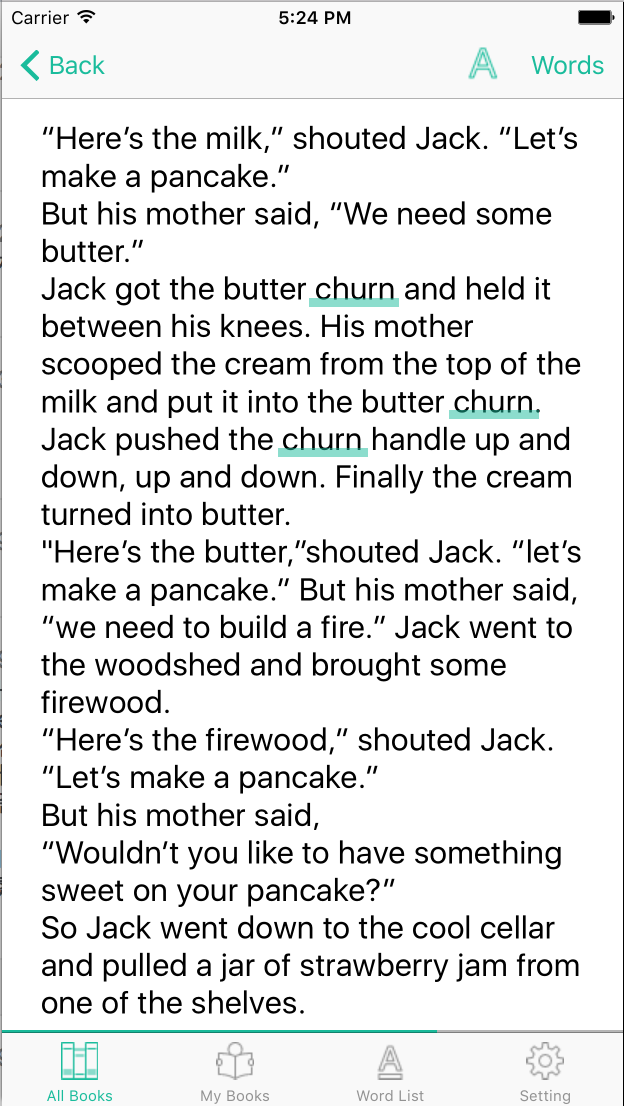 Carrier 5:24 PM
Back A Words
“Here’s the milk,” shouted Jack. “Let’s
make a pancake.”
But his mother said, “We need some
butter.”
Jack got the butter churn and held it
between his knees. His mother
scooped the cream from the top of the
milk and put it into the butter churn.
Jack pushed the churn handle up and
down, up and down. Finally the cream
turned into butter.
"Here’s the butter,”shouted Jack. “let’s
make a pancake.” But his mother said,
“we need to build a fire.” Jack went to
the woodshed and brought some
firewood.
“Here’s the firewood,” shouted Jack.
“Let’s make a pancake.”
But his mother said,
“Wouldn’t you like to have something
sweet on your pancake?”
So Jack went down to the cool cellar
and pulled a jar of strawberry jam from
one of the shelves.
All Books My Books Word List Setting